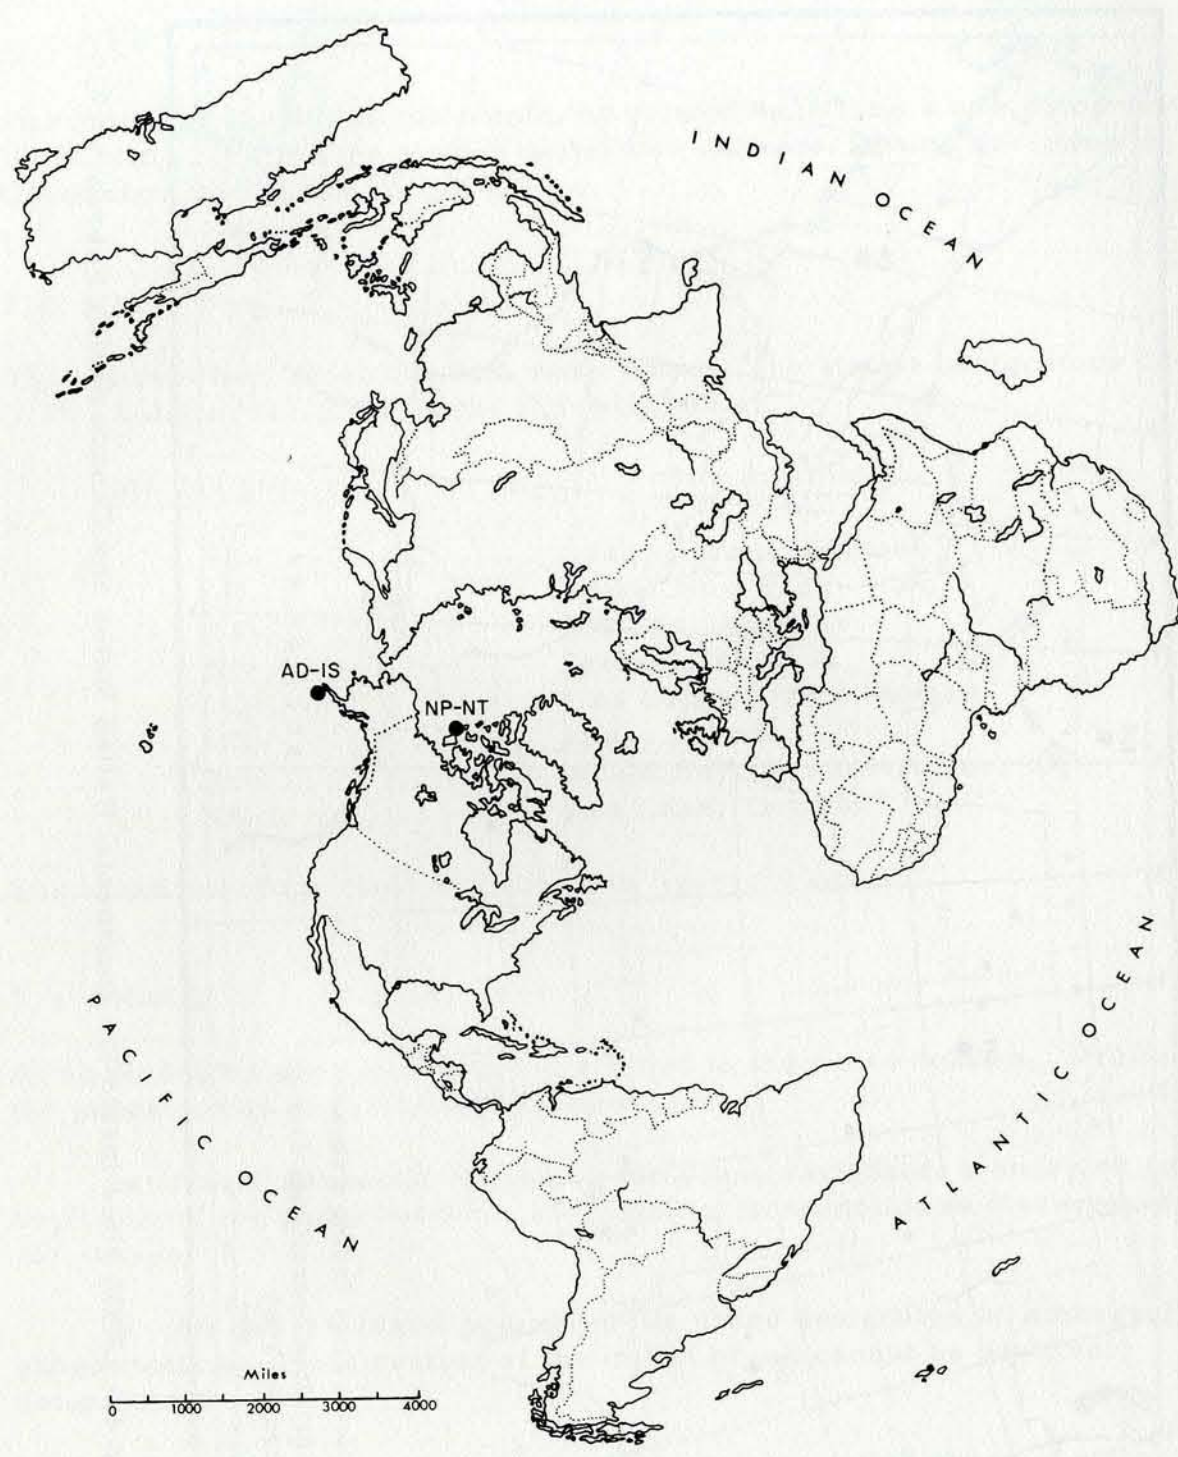 INDIAN OCEAN
AD-IS
NP-NT
PACIFIC OCEAN
ATLANTIC OCEAN
Miles
0 1000 2000 3000 4000